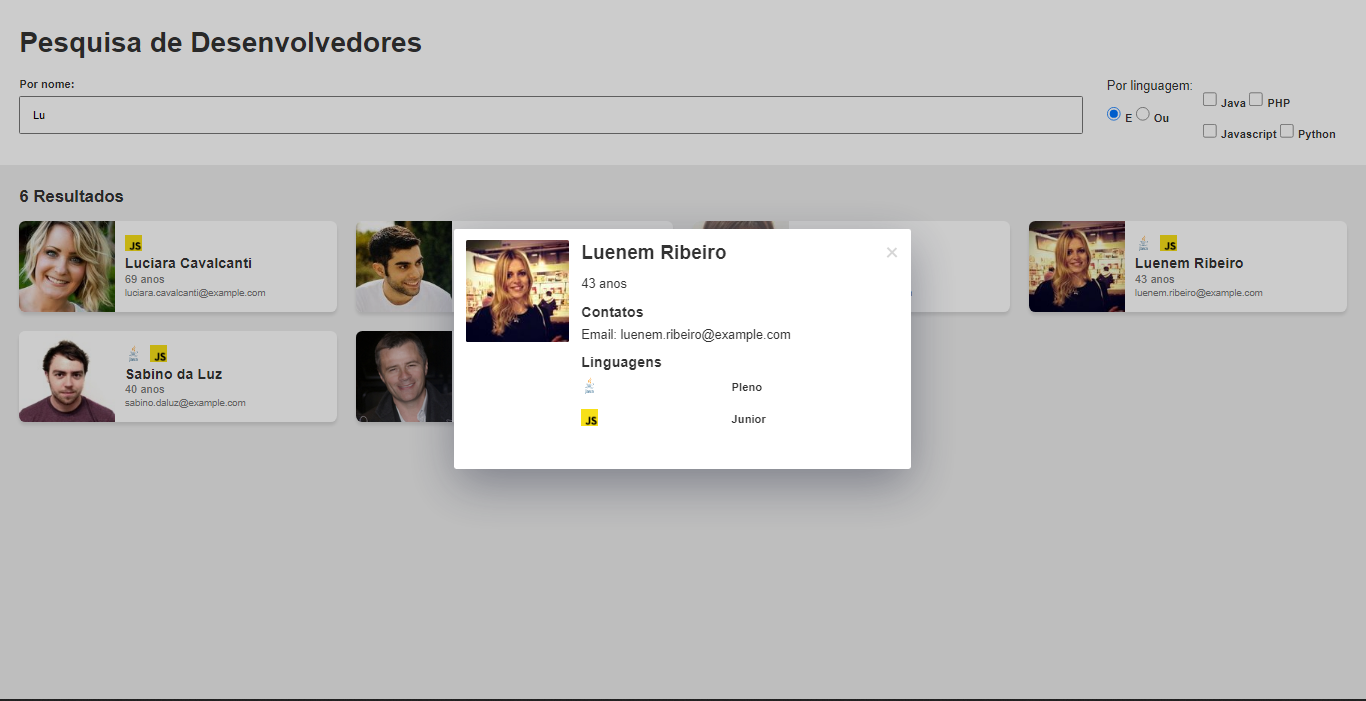 Pesquisa de Desenvolvedores
Por nome:
Lu
Por linguagem:
E Ou
Java PHP
Javascript Python
6 Resultados
JS
Luciara Cavalcanti
69 anos
luciara.cavalcanti@example.com
Java JS
Luenem Ribeiro
43 anos
luenem.ribeiro@example.com
Java JS
Sabino da Luz
40 anos
sabino.daluz@example.com
Luenem Ribeiro ×
43 anos
Contatos
Email: luenem.ribeiro@example.com
Linguagens
Java Pleno
JS Junior